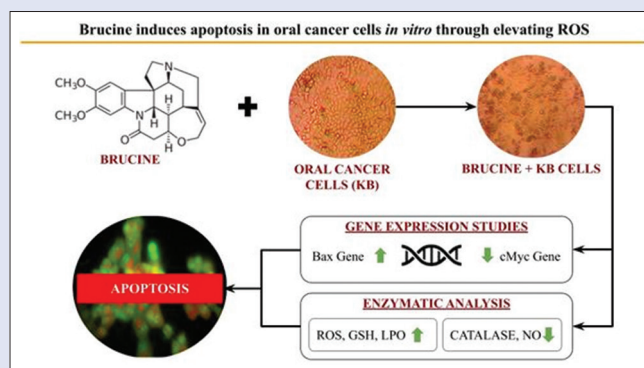 Brucine induces apoptosis in oral cancer cells in vitro through elevating ROS
CH₃O
CH₃O
N
N
H
H
H
H
O
O
BRUCINE
ORAL CANCER
CELLS (KB)
BRUCINE + KB CELLS
GENE EXPRESSION STUDIES
Bax Gene
cMyc Gene
APOPTOSIS
ENZYMATIC ANALYSIS
ROS, GSH, LPO
CATALASE, NO